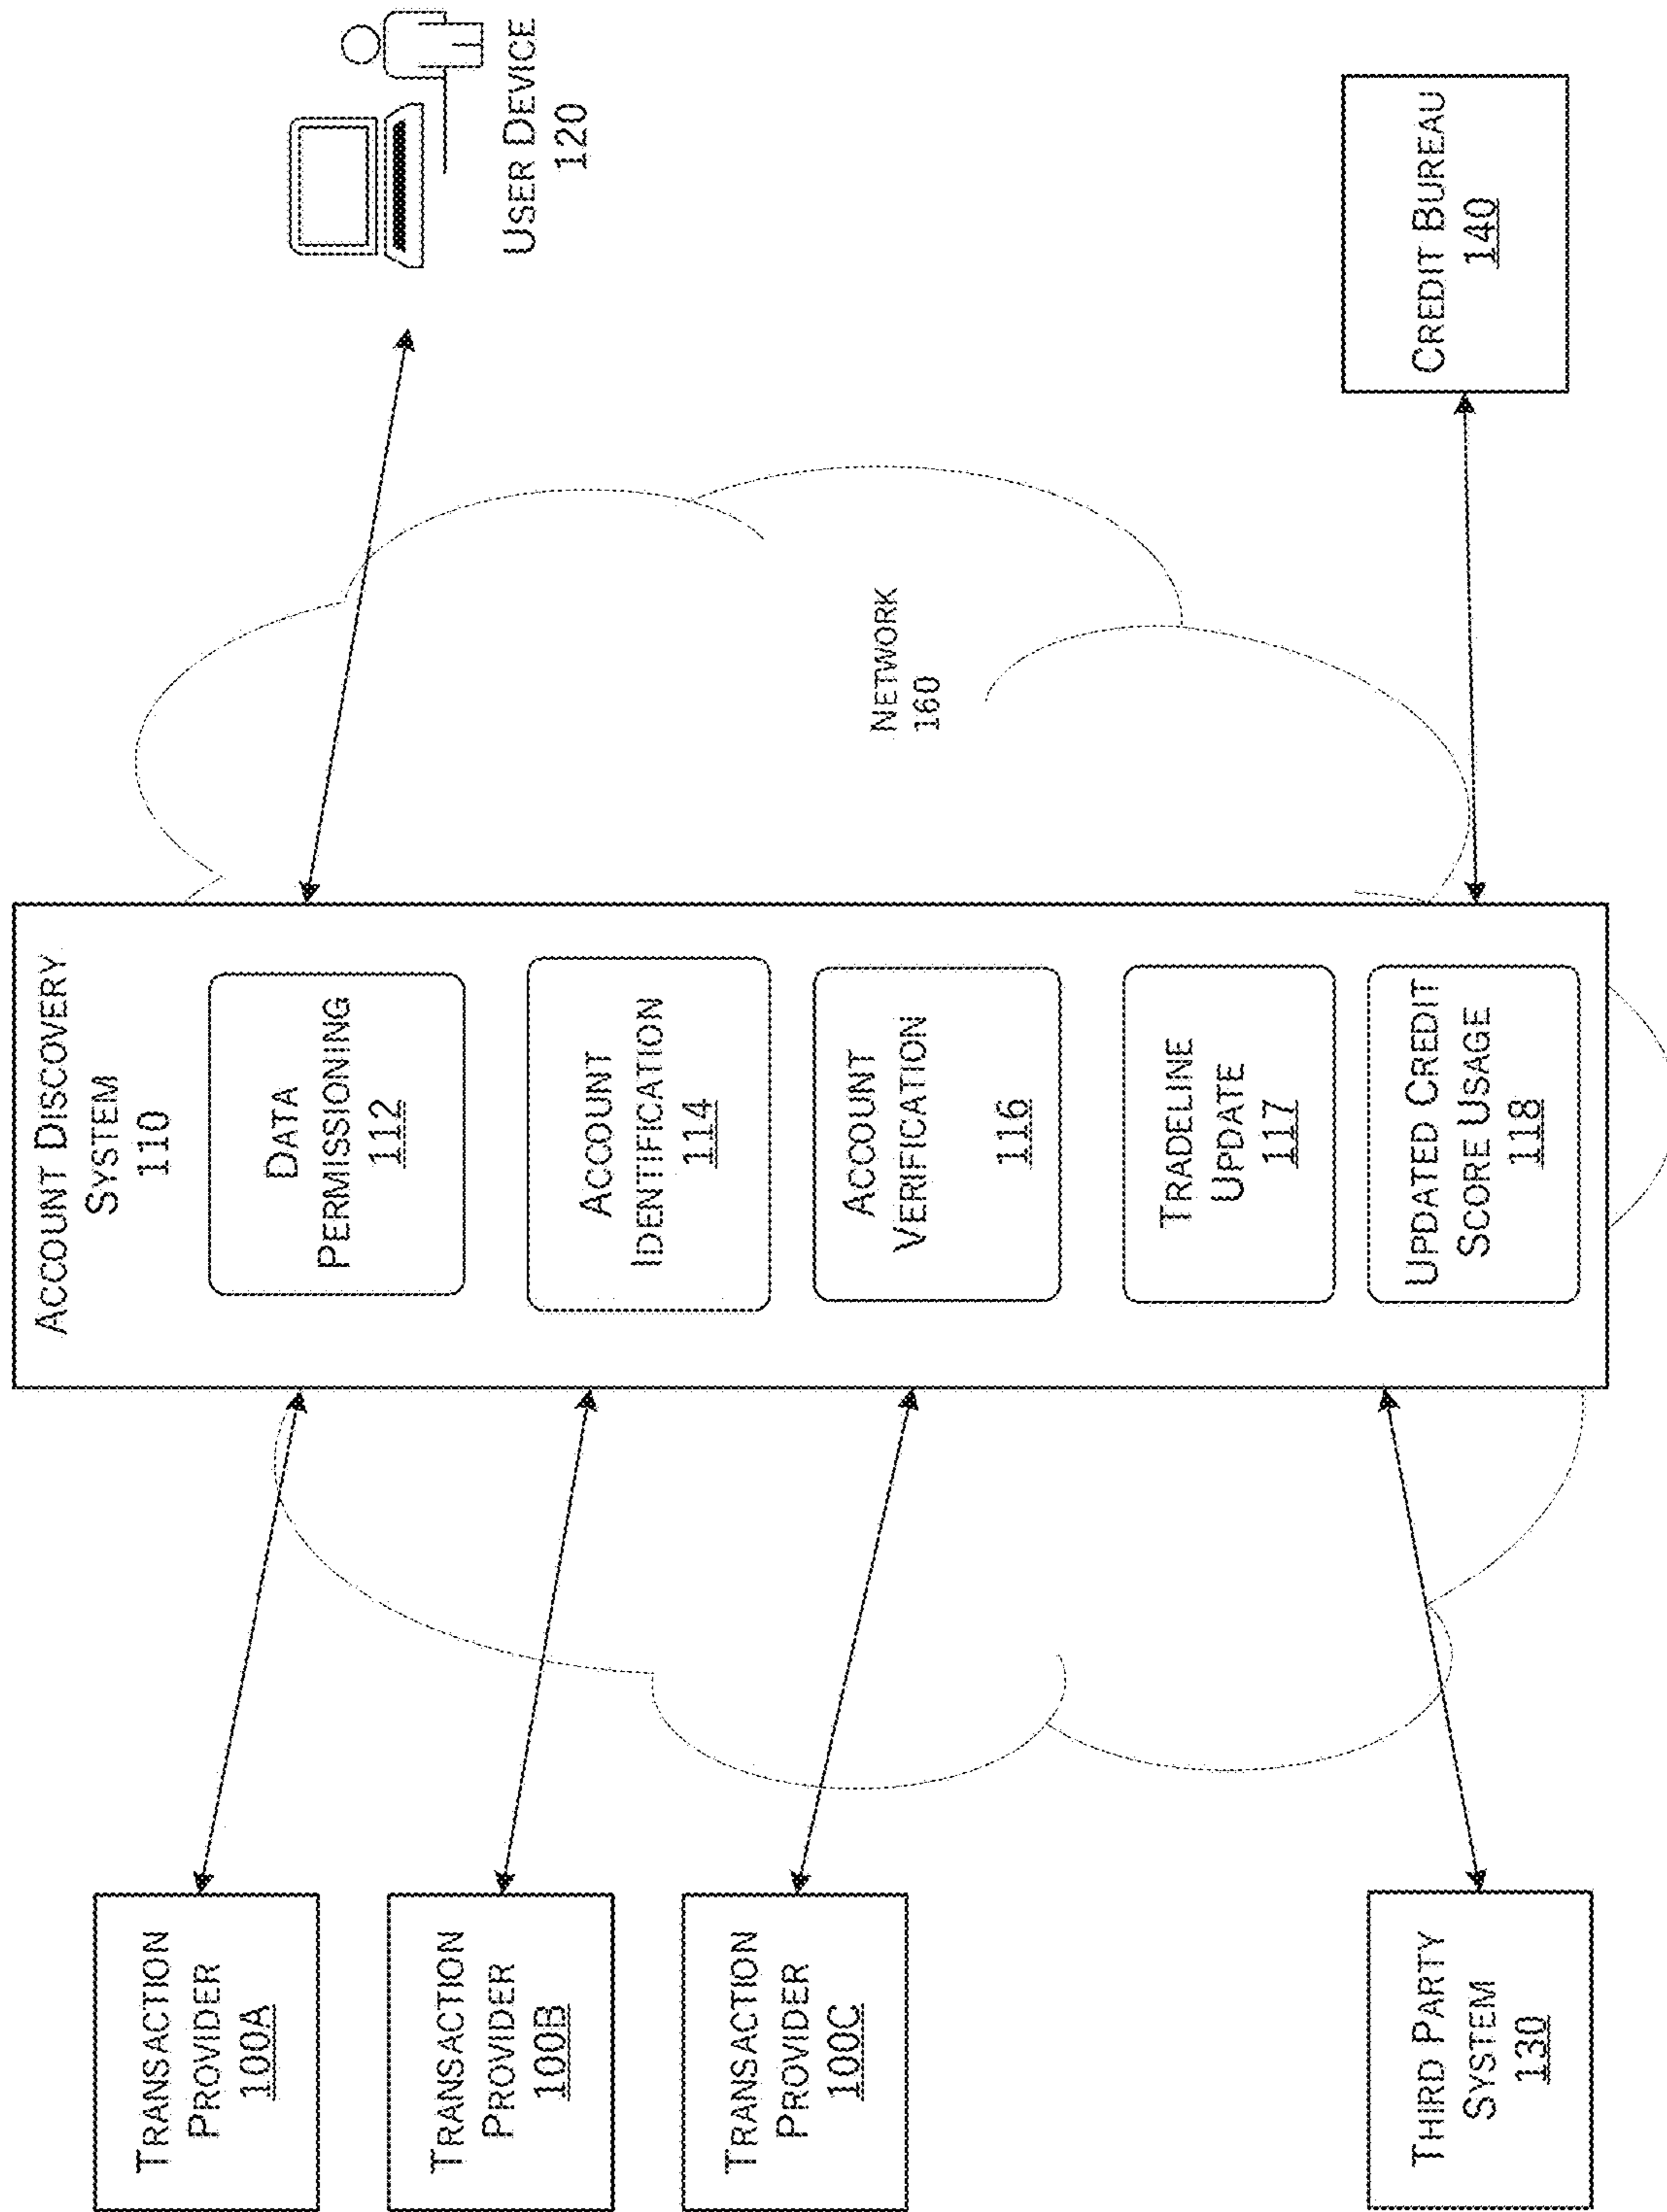 TRANSACTION
PROVIDER
100A
TRANSACTION
PROVIDER
100B
TRANSACTION
PROVIDER
100C
THIRD PARTY
SYSTEM
130
ACCOUNT DISCOVERY
SYSTEM
110
DATA
PERMISSIONING
112
ACCOUNT
IDENTIFICATION
114
ACCOUNT
VERIFICATION
116
TRADELINE
UPDATE
117
UPDATED CREDIT
SCORE USAGE
118
NETWORK
160
USER DEVICE
120
CREDIT BUREAU
140